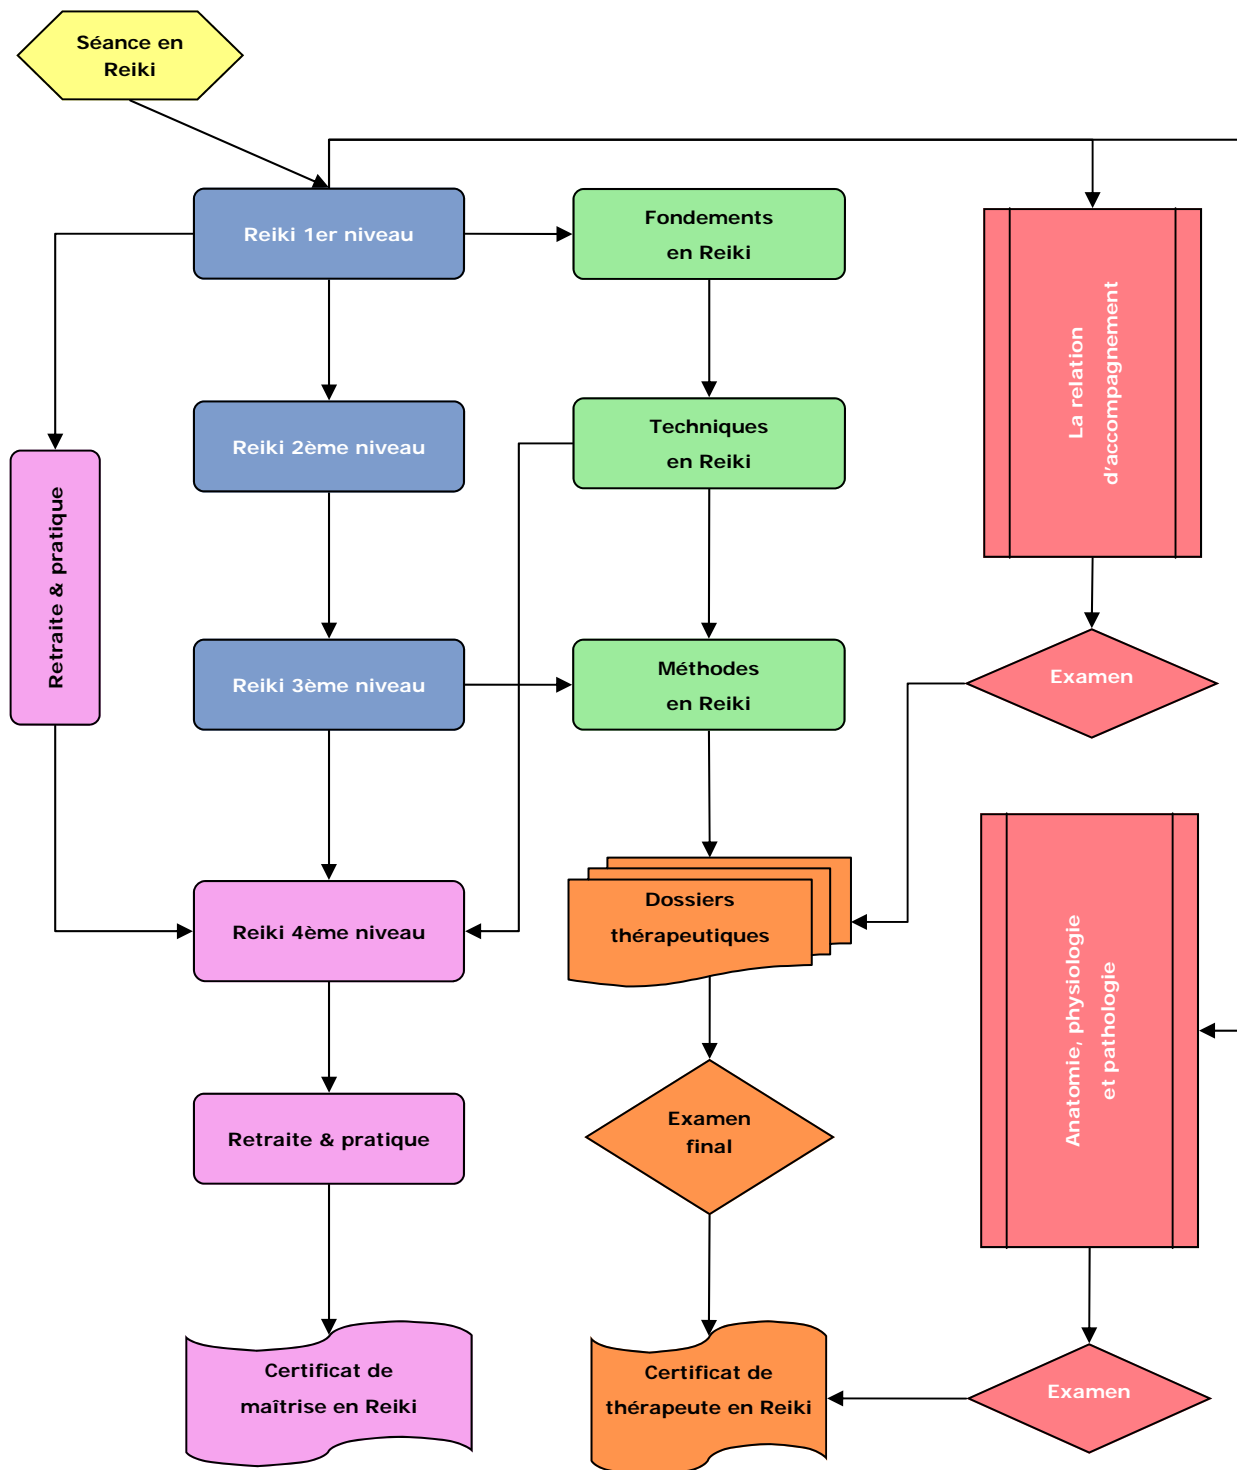 Séance en
Reiki
Reiki 1er niveau
Fondements
en Reiki
La relation
d'accompagnement
Reiki 2ème niveau
Techniques
en Reiki
Retraite & pratique
Reiki 3ème niveau
Méthodes
en Reiki
Examen
Reiki 4ème niveau
Dossiers
thérapeutiques
Anatomie, physiologie
et pathologie
Retraite & pratique
Examen
final
Certificat de
maîtrise en Reiki
Certificat de
thérapeute en Reiki
Examen